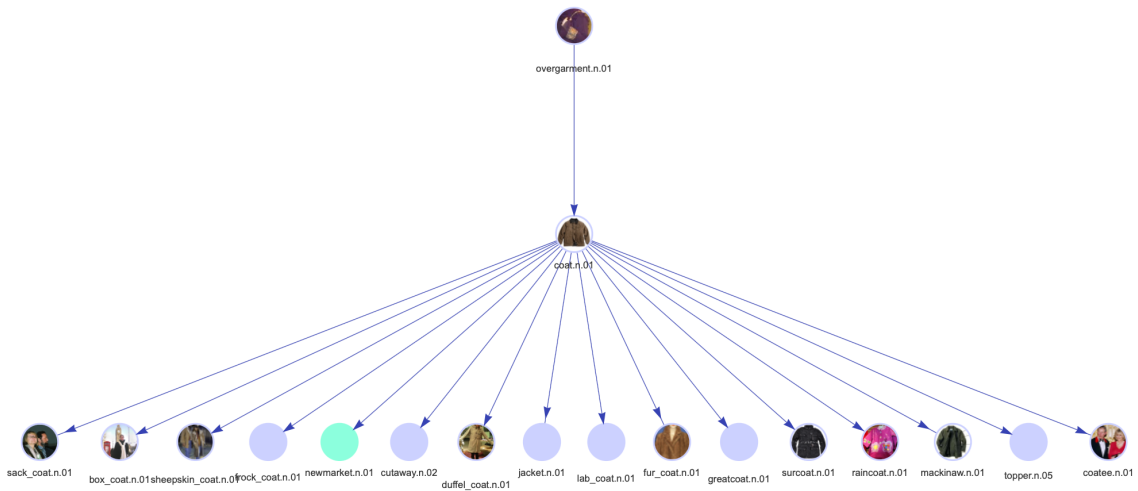 overgarment.n.01
coat.n.01
sack_coat.n.01
box_coat.n.01
sheepskin_coat.n.01
frock_coat.n.01
newmarket.n.01
cutaway.n.02
duffel_coat.n.01
jacket.n.01
lab_coat.n.01
fur_coat.n.01
greatcoat.n.01
surcoat.n.01
raincoat.n.01
mackinaw.n.01
topper.n.05
coatee.n.01